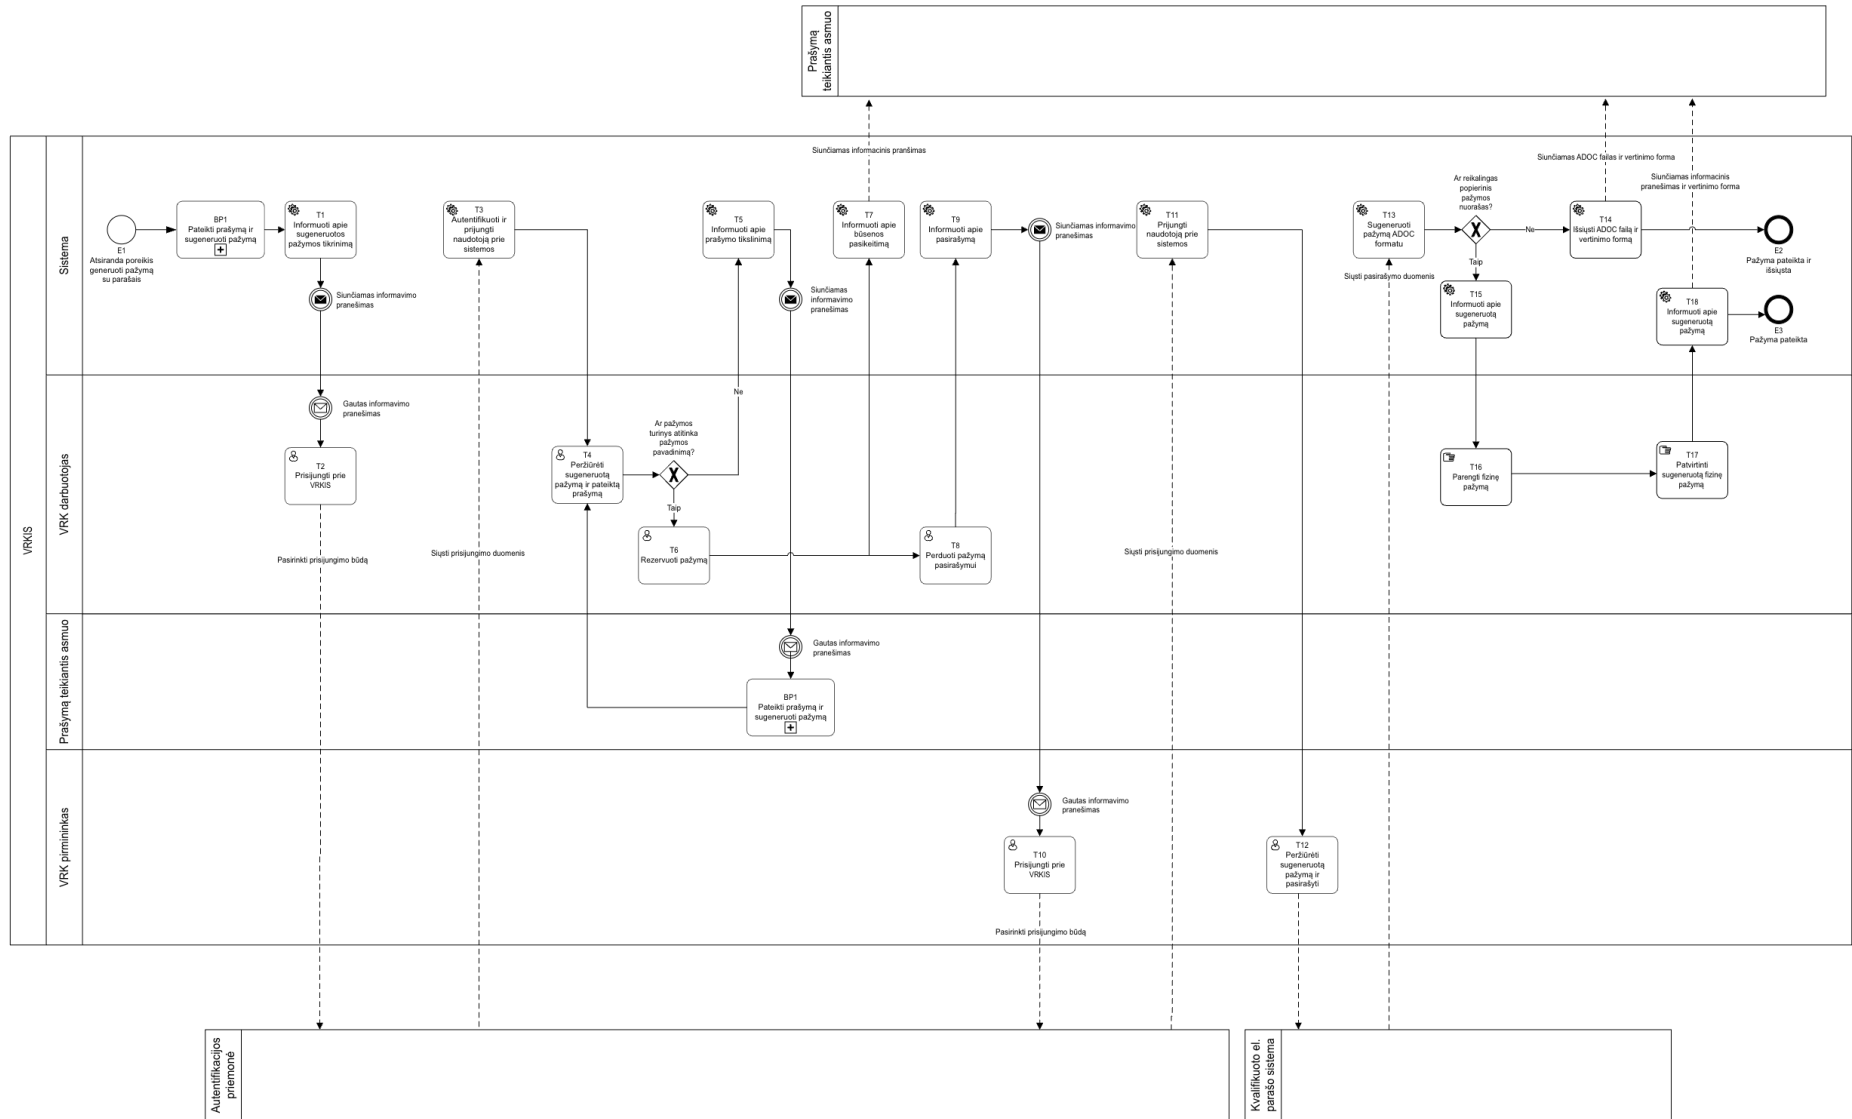 Prašymą
teikiantis asmuo
VRKIS
Sistema
E1
Atsiranda poreikis
generuoti pažymą
su parašais
BP1
Pateikti prašymą ir
sugeneruoti pažymą
T1
Informuoti apie
sugeneruotos
pažymos tikrinimą
Siunčiamas informavimo
pranešimas
T3
Autentifikuoti ir
prijungti
naudotoją prie
sistemos
T5
Informuoti apie
prašymo tikslinimą
Siunčiamas
informavimo
pranešimas
Siunčiamas informacinis pranšimas
T7
Informuoti apie
būsenos
pasikeitimą
T9
Informuoti apie
pasirašymą
Siunčiamas informavimo
pranešimas
T11
Prijungti
naudotoją prie
sistemos
T13
Sugeneruoti
pažymą ADOC
formatu
Siųsti pasirašymo duomenis
Ar reikalingas
popierinis
pažymos
nuorašas?
Ne
Taip
Siunčiamas ADOC failas ir vertinimo forma
T14
Išsiųsti ADOC failą ir
vertinimo formą
T15
Informuoti apie
sugeneruotą
pažymą
Siunčiamas informacinis
pranešimas ir vertinimo forma
T18
Informuoti apie
sugeneruotą
pažymą
E2
Pažyma pateikta ir
išsiųsta
E3
Pažyma pateikta
VRK darbuotojas
Gautas informavimo
pranešimas
T2
Prisijungti prie
VRKIS
Pasirinkti prisijungimo būdą
Siųsti prisijungimo duomenis
T4
Peržiūrėti
sugeneruotą
pažymą ir pateiktą
prašymą
Ar pažymos
turinys atitinka
pažymos
pavadinimą?
Ne
Taip
T6
Rezervuoti pažymą
T8
Perduoti pažymą
pasirašymui
Siųsti prisijungimo duomenis
T16
Parengti fizinę
pažymą
T17
Patvirtinti
sugeneruotą fizinę
pažymą
Prašymą teikiantis asmuo
Gautas informavimo
pranešimas
BP1
Pateikti prašymą ir
sugeneruoti pažymą
VRK pirmininkas
Gautas informavimo
pranešimas
T10
Prisijungti prie
VRKIS
Pasirinkti prisijungimo būdą
T12
Peržiūrėti
sugeneruotą
pažymą ir
pasirašyti
Autentifikacijos
priemonė
Kvalifikuoto el.
parašo sistema